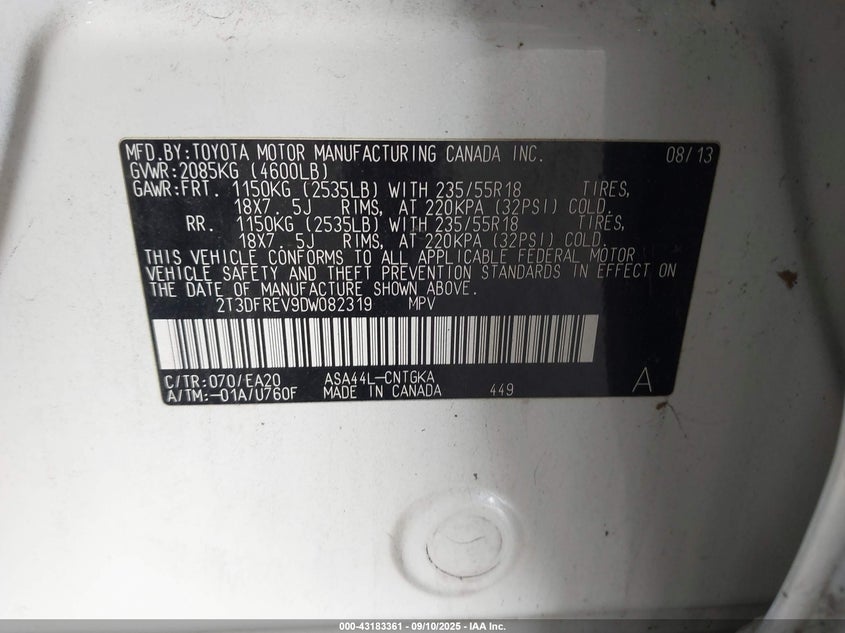 MFD.BY:TOYOTA MOTOR MANUFACTURING CANADA INC. 08/13
GVWR:2085KG (4600LB)
GAWR:FRT. 1150KG (2535LB) WITH 235/55R18 TIRES,
18X7.5J RIMS, AT 220KPA (32PSI) COLD.
RR. 1150KG (2535LB) WITH 235/55R18 TIRES,
18X7.5J RIMS, AT 220KPA (32PSI) COLD.
THIS VEHICLE CONFORMS TO ALL APPLICABLE FEDERAL MOTOR
VEHICLE SAFETY AND THEFT PREVENTION STANDARDS IN EFFECT ON
THE DATE OF MANUFACTURE SHOWN ABOVE.
2T3DFREV9DW082319 MPV
C/TR:070/EA20 ASA44L-CNTGKA
A/TM:-01A/U760F MADE IN CANADA 449 A
000-43183361 - 09/10/2025 - IAA Inc.